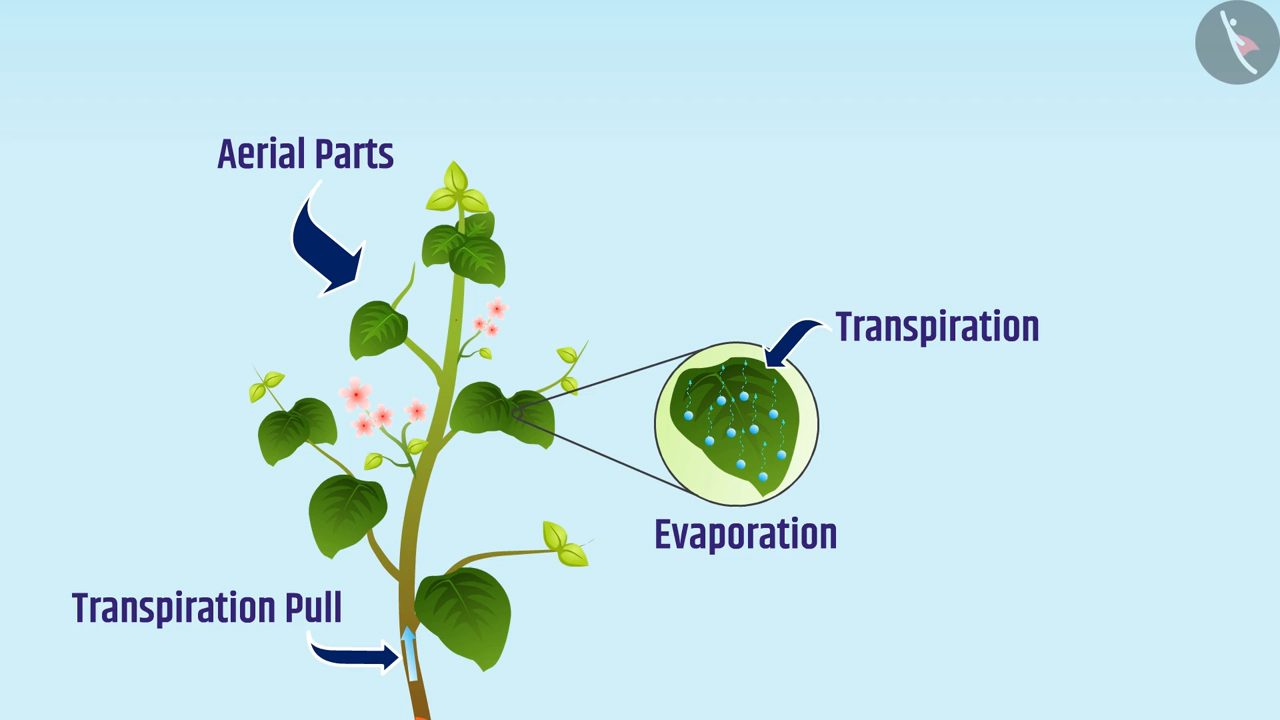 Aerial Parts
Transpiration
Evaporation
Transpiration Pull